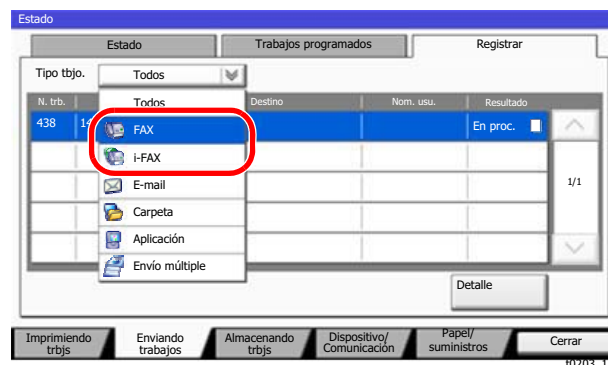 Estado
Estado Trabajos programados Registrar
Tipo tbjo. Todos
N. trb. Todos Destino Nom. usu. Resultado
438 14 FAX En proc.
i-FAX
E-mail 1/1
Carpeta
Aplicación
Envío múltiple
Detalle
Imprimiendo trbjs Enviando trabajos Almacenando trbjs Dispositivo/ Comunicación Papel/ suministros Cerrar